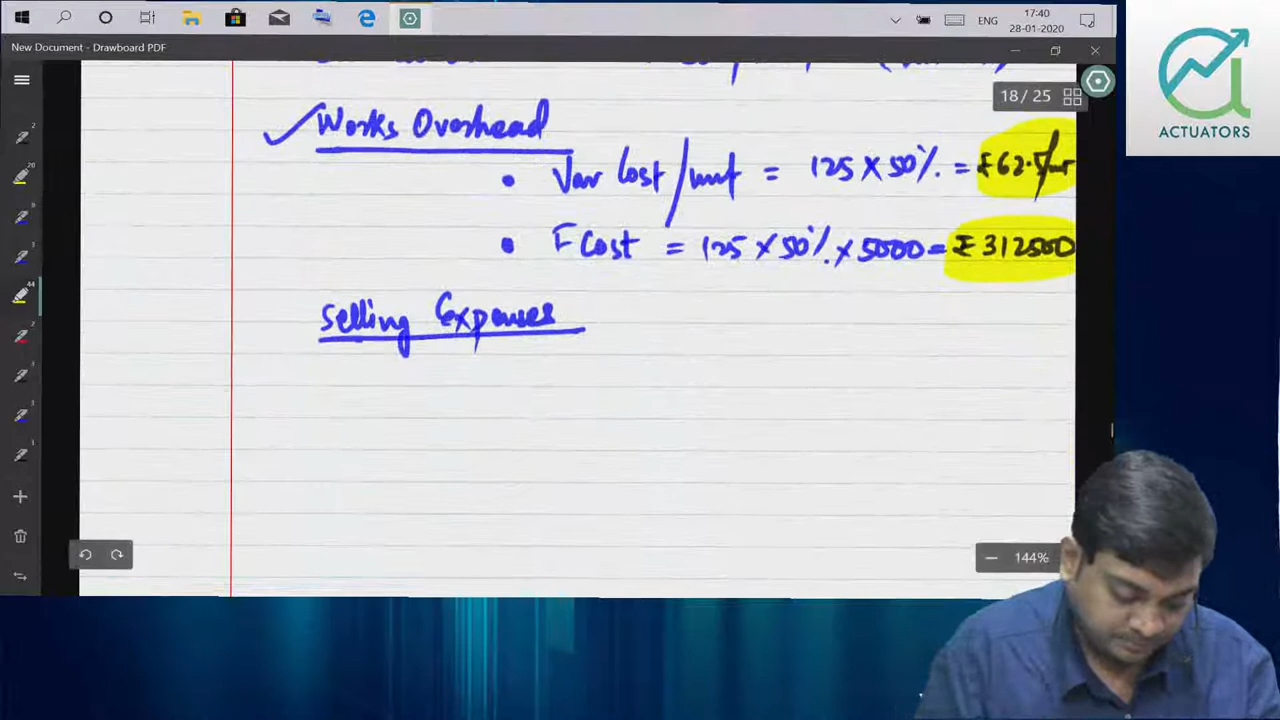 17:40
ENG
28-01-2020
New Document - Drawboard PDF
18 / 25
ACTUATORS
Works Overhead
• Var Cost/unit = 125 X 50% = ₹62.5/unit
• F Cost = 125 X 50% X 5000 = ₹312500
Selling Expenses
144%